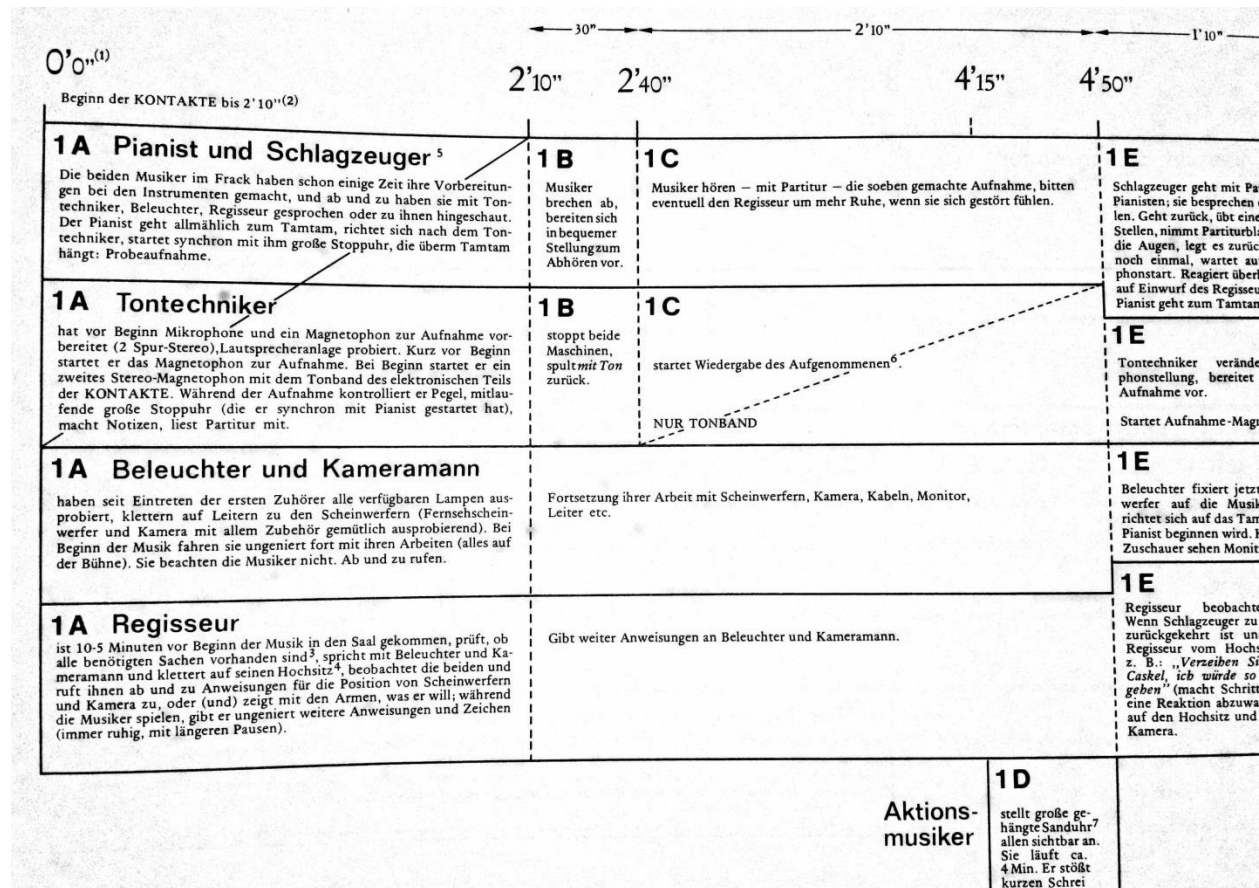 30" 2'10" 1'10"
0'0"(1) 2'10" 2'40" 4'15" 4'50"
Beginn der KONTAKTE bis 2'10"(2)
1A Pianist und Schlagzeuger 5
Die beiden Musiker im Frack haben schon einige Zeit ihre Vorbereitun-
gen bei den Instrumenten gemacht, und ab und zu haben sie mit Ton-
techniker, Beleuchter, Regisseur gesprochen oder zu ihnen hingeschaut.
Der Pianist geht allmählich zum Tamtam, richtet sich nach dem Ton-
techniker, startet synchron mit ihm große Stoppuhr, die überm Tamtam
hängt: Probeaufnahme.
1B
Musiker
brechen ab,
bereiten sich
in bequemer
Stellung zum
Abhören vor.
1C
Musiker hören — mit Partitur — die soeben gemachte Aufnahme, bitten
eventuell den Regisseur um mehr Ruhe, wenn sie sich gestört fühlen.
1E
Schlagzeuger geht mit Pa
Pianisten; sie besprechen
len. Geht zurück, übt eine
Stellen, nimmt Partiturbla
die Augen, legt es zurüc
noch einmal, wartet au
phonstart. Reagiert überh
auf Einwurf des Regisseu
Pianist geht zum Tamtam
1A Tontechniker
hat vor Beginn Mikrophone und ein Magnetophon zur Aufnahme vor-
bereitet (2 Spur-Stereo),Lautsprecheranlage probiert. Kurz vor Beginn
startet er das Magnetophon zur Aufnahme. Bei Beginn startet er ein
zweites Stereo-Magnetophon mit dem Tonband des elektronischen Teils
der KONTAKTE. Während der Aufnahme kontrolliert er Pegel, mitlau-
fende große Stoppuhr (die er synchron mit Pianist gestartet hat),
macht Notizen, liest Partitur mit.
1B
stoppt beide
Maschinen,
spult mit Ton
zurück.
1C
startet Wiedergabe des Aufgenommenen6.
NUR TONBAND
1E
Tontechniker verände
phonstellung, bereitet
Aufnahme vor.
Startet Aufnahme-Magn
1A Beleuchter und Kameramann
haben seit Eintreten der ersten Zuhörer alle verfügbaren Lampen aus-
probiert, klettern auf Leitern zu den Scheinwerfern (Fernsehschein-
werfer und Kamera mit allem Zubehör gemütlich ausprobierend). Bei
Beginn der Musik fahren sie ungeniert fort mit ihren Arbeiten (alles auf
der Bühne). Sie beachten die Musiker nicht. Ab und zu rufen.
Fortsetzung ihrer Arbeit mit Scheinwerfern, Kamera, Kabeln, Monitor,
Leiter etc.
1E
Beleuchter fixiert jetzt
werfer auf die Musik
richtet sich auf das Tam
Pianist beginnen wird.
Zuschauer sehen Monit
1A Regisseur
ist 10-5 Minuten vor Beginn der Musik in den Saal gekommen, prüft, ob
alle benötigten Sachen vorhanden sind3, spricht mit Beleuchter und Ka-
meramann und klettert auf seinen Hochsitz4, beobachtet die beiden und
ruft ihnen ab und zu Anweisungen für die Position von Scheinwerfern
und Kamera zu, oder (und) zeigt mit den Armen, was er will; während
die Musiker spielen, gibt er ungeniert weitere Anweisungen und Zeichen
(immer ruhig, mit längeren Pausen).
Gibt weiter Anweisungen an Beleuchter und Kameramann.
1E
Regisseur beobachte
Wenn Schlagzeuger zu
zurückgekehrt ist un
Regisseur vom Hochs
z. B.: „Verzeihen Si
Caskel, ich würde so
geben" (macht Schritt
eine Reaktion abzuwa
auf den Hochsitz und
Kamera.
Aktions-
musiker
1D
stellt große ge-
hängte Sanduhr7
allen sichtbar an.
Sie läuft ca.
4 Min. Er stößt
kurzen Schrei